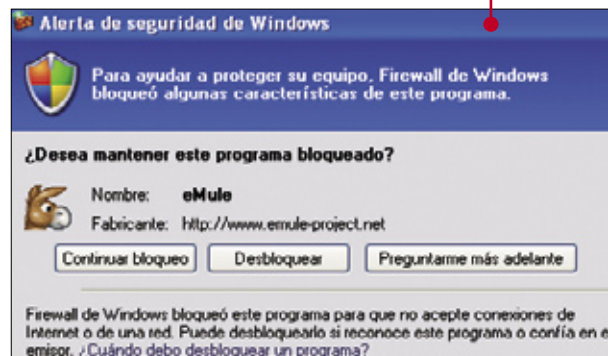 Alerta de seguridad de Windows
Para ayudar a proteger su equipo, Firewall de Windows
bloqueó algunas características de este programa.
¿Desea mantener este programa bloqueado?
Nombre: eMule
Fabricante: http://www.emule-project.net
Continuar bloqueo Desbloquear Preguntarme más adelante
Firewall de Windows bloqueó este programa para que no acepte conexiones de
Internet o de una red. Puede desbloquearlo si reconoce este programa o confía en e
emisor. ¿Cuándo debo desbloquear un programa?